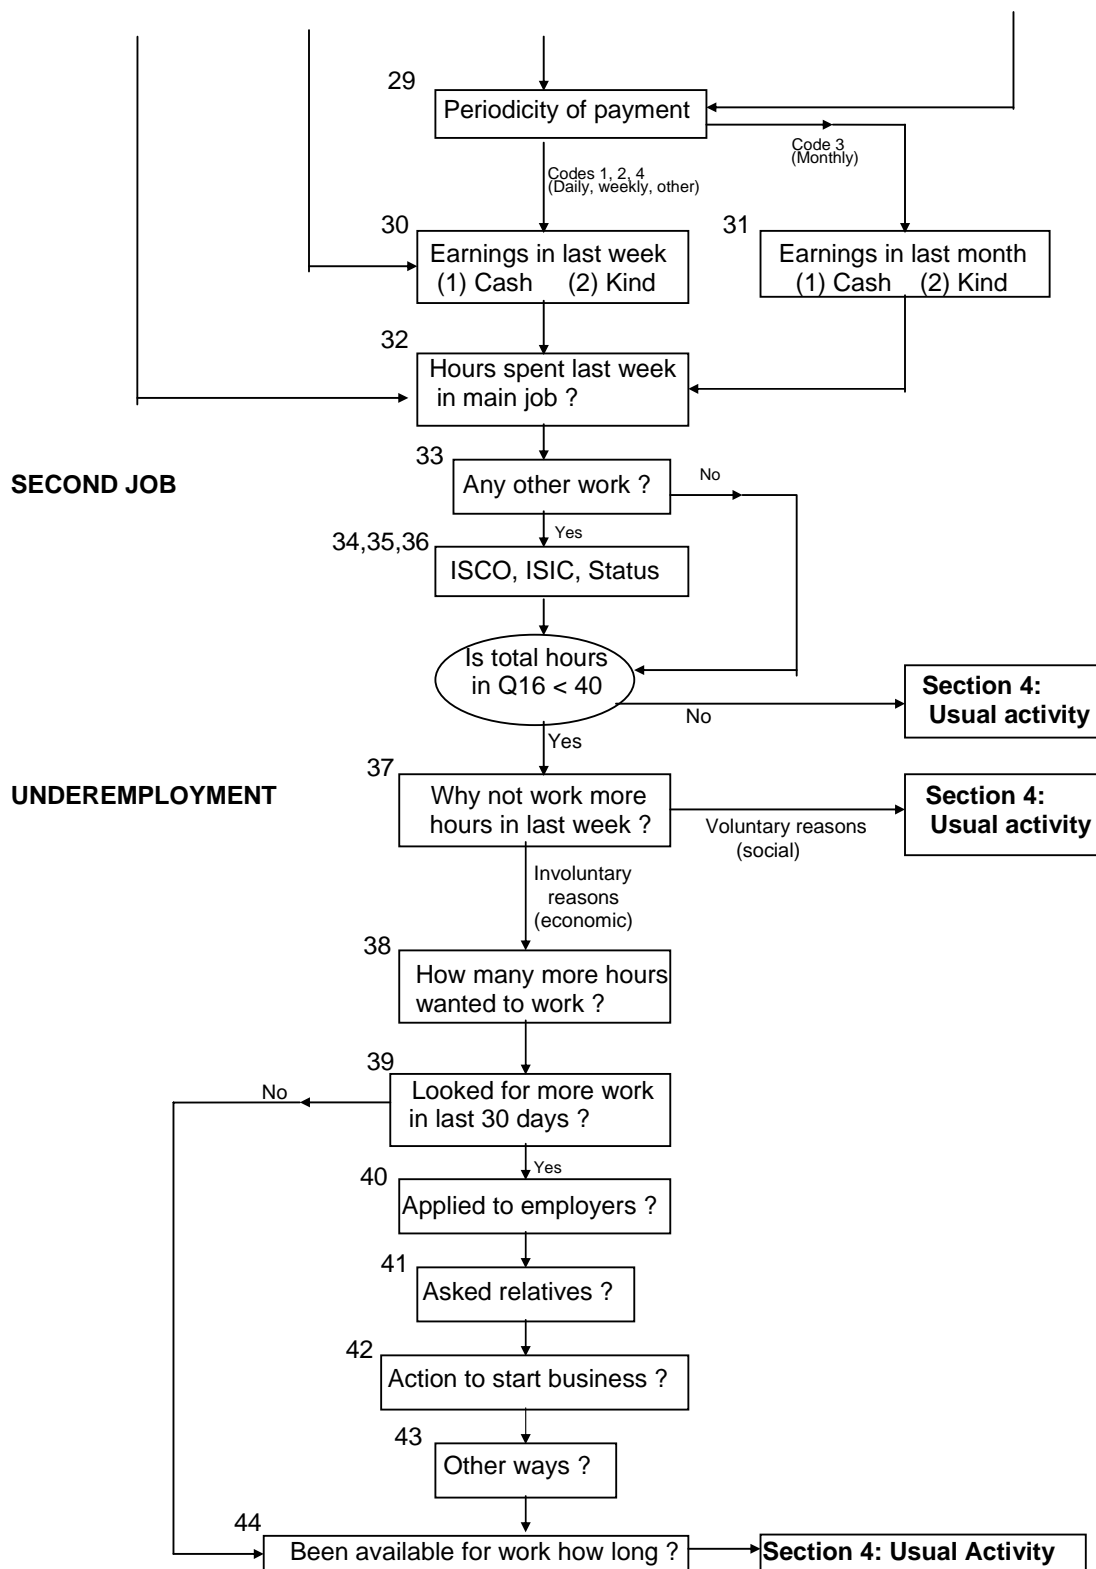 29
Periodicity of payment
Code 3
(Monthly)
Codes 1, 2, 4
(Daily, weekly, other)
30
Earnings in last week
(1) Cash (2) Kind
31
Earnings in last month
(1) Cash (2) Kind
32
Hours spent last week
in main job ?
SECOND JOB
33
Any other work ?
No
Yes
34,35,36
ISCO, ISIC, Status
Is total hours
in Q16 < 40
No
Section 4:
Usual activity
Yes
UNDEREMPLOYMENT
37
Why not work more
hours in last week ?
Voluntary reasons
(social)
Section 4:
Usual activity
Involuntary
reasons
(economic)
38
How many more hours
wanted to work ?
39
Looked for more work
in last 30 days ?
No
Yes
40
Applied to employers ?
41
Asked relatives ?
42
Action to start business ?
43
Other ways ?
44
Been available for work how long ?
Section 4: Usual Activity